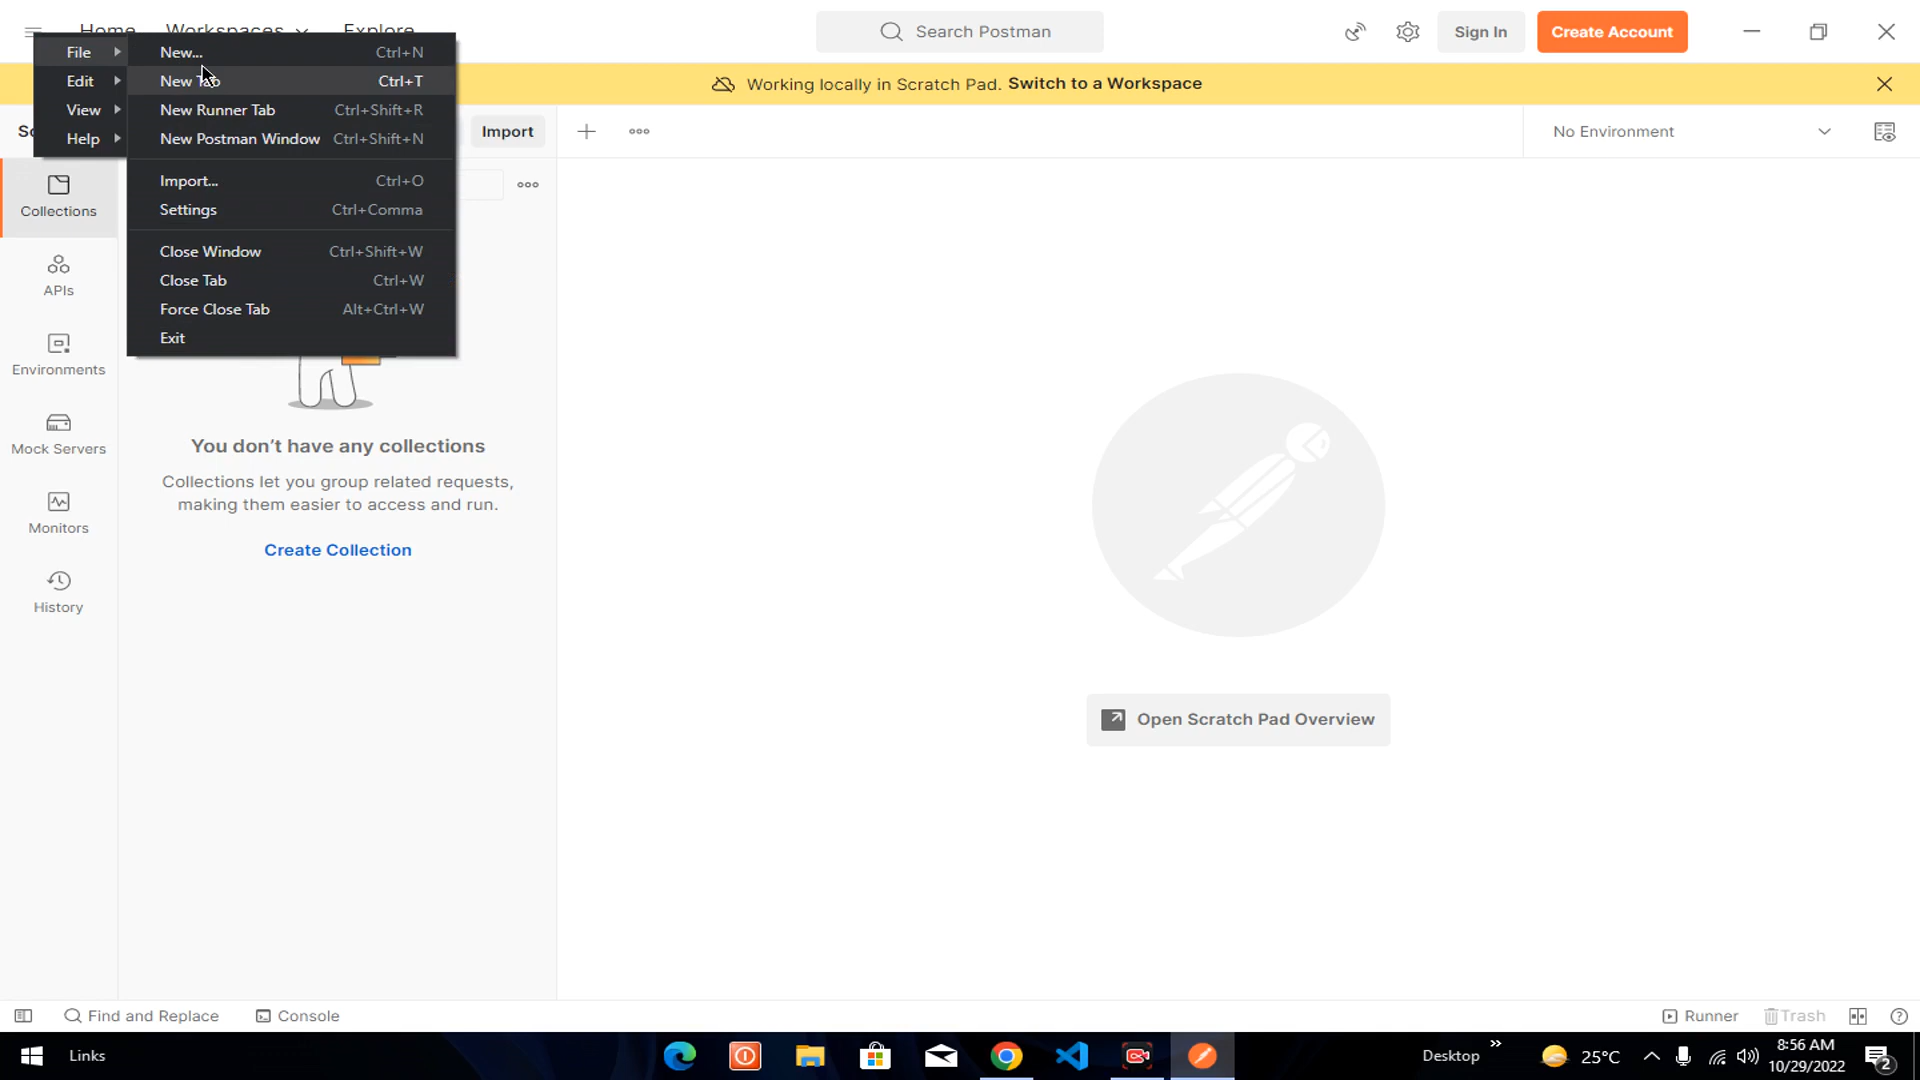 Home Workspaces Explore
Search Postman
Sign In
Create Account
File
Edit
View
Help
New... Ctrl+N
New Tab Ctrl+T
New Runner Tab Ctrl+Shift+R
New Postman Window Ctrl+Shift+N
Import... Ctrl+O
Settings Ctrl+Comma
Close Window Ctrl+Shift+W
Close Tab Ctrl+W
Force Close Tab Alt+Ctrl+W
Exit
Working locally in Scratch Pad. Switch to a Workspace
Import
No Environment
Collections
APIs
Environments
Mock Servers
Monitors
History
You don't have any collections
Collections let you group related requests,
making them easier to access and run.
Create Collection
Open Scratch Pad Overview
Find and Replace
Console
Runner
Trash
Links
Desktop
25°C
8:56 AM
10/29/2022
2